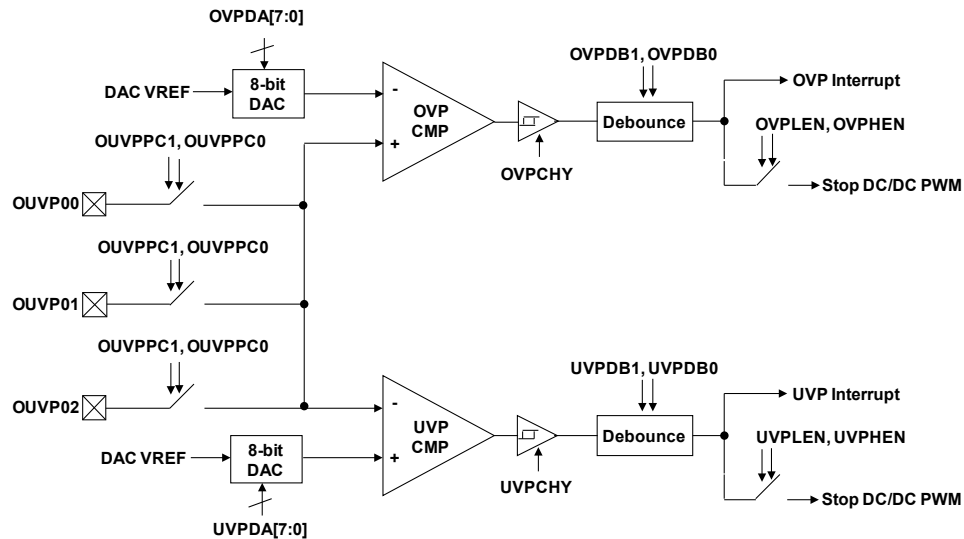 OVPDA[7:0]
DAC VREF
8-bit
DAC
-
+
OVP
CMP
OVPCHY
OVPDB1, OVPDB0
Debounce
OVP Interrupt
OVPLEN, OVPHEN
Stop DC/DC PWM
OUVPPC1, OUVPPC0
OUVP00
OUVPPC1, OUVPPC0
OUVP01
OUVPPC1, OUVPPC0
OUVP02
DAC VREF
8-bit
DAC
UVPDA[7:0]
-
+
UVP
CMP
UVPCHY
UVPDB1, UVPDB0
Debounce
UVP Interrupt
UVPLEN, UVPHEN
Stop DC/DC PWM